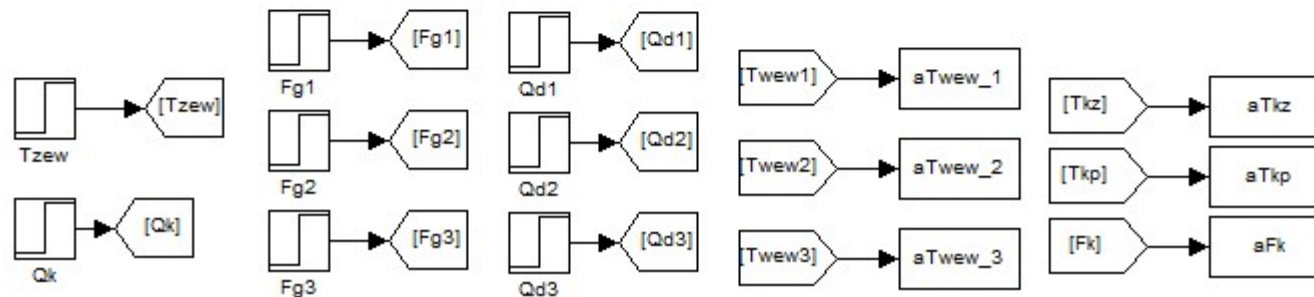 [Tzew]
Tzew
[Qk]
Qk
[Fg1]
Fg1
[Fg2]
Fg2
[Fg3]
Fg3
[Qd1]
Qd1
[Qd2]
Qd2
[Qd3]
Qd3
[Twew1] aTwew_1
[Twew2] aTwew_2
[Twew3] aTwew_3
[Tkz] aTkz
[Tkp] aTkp
[Fk] aFk